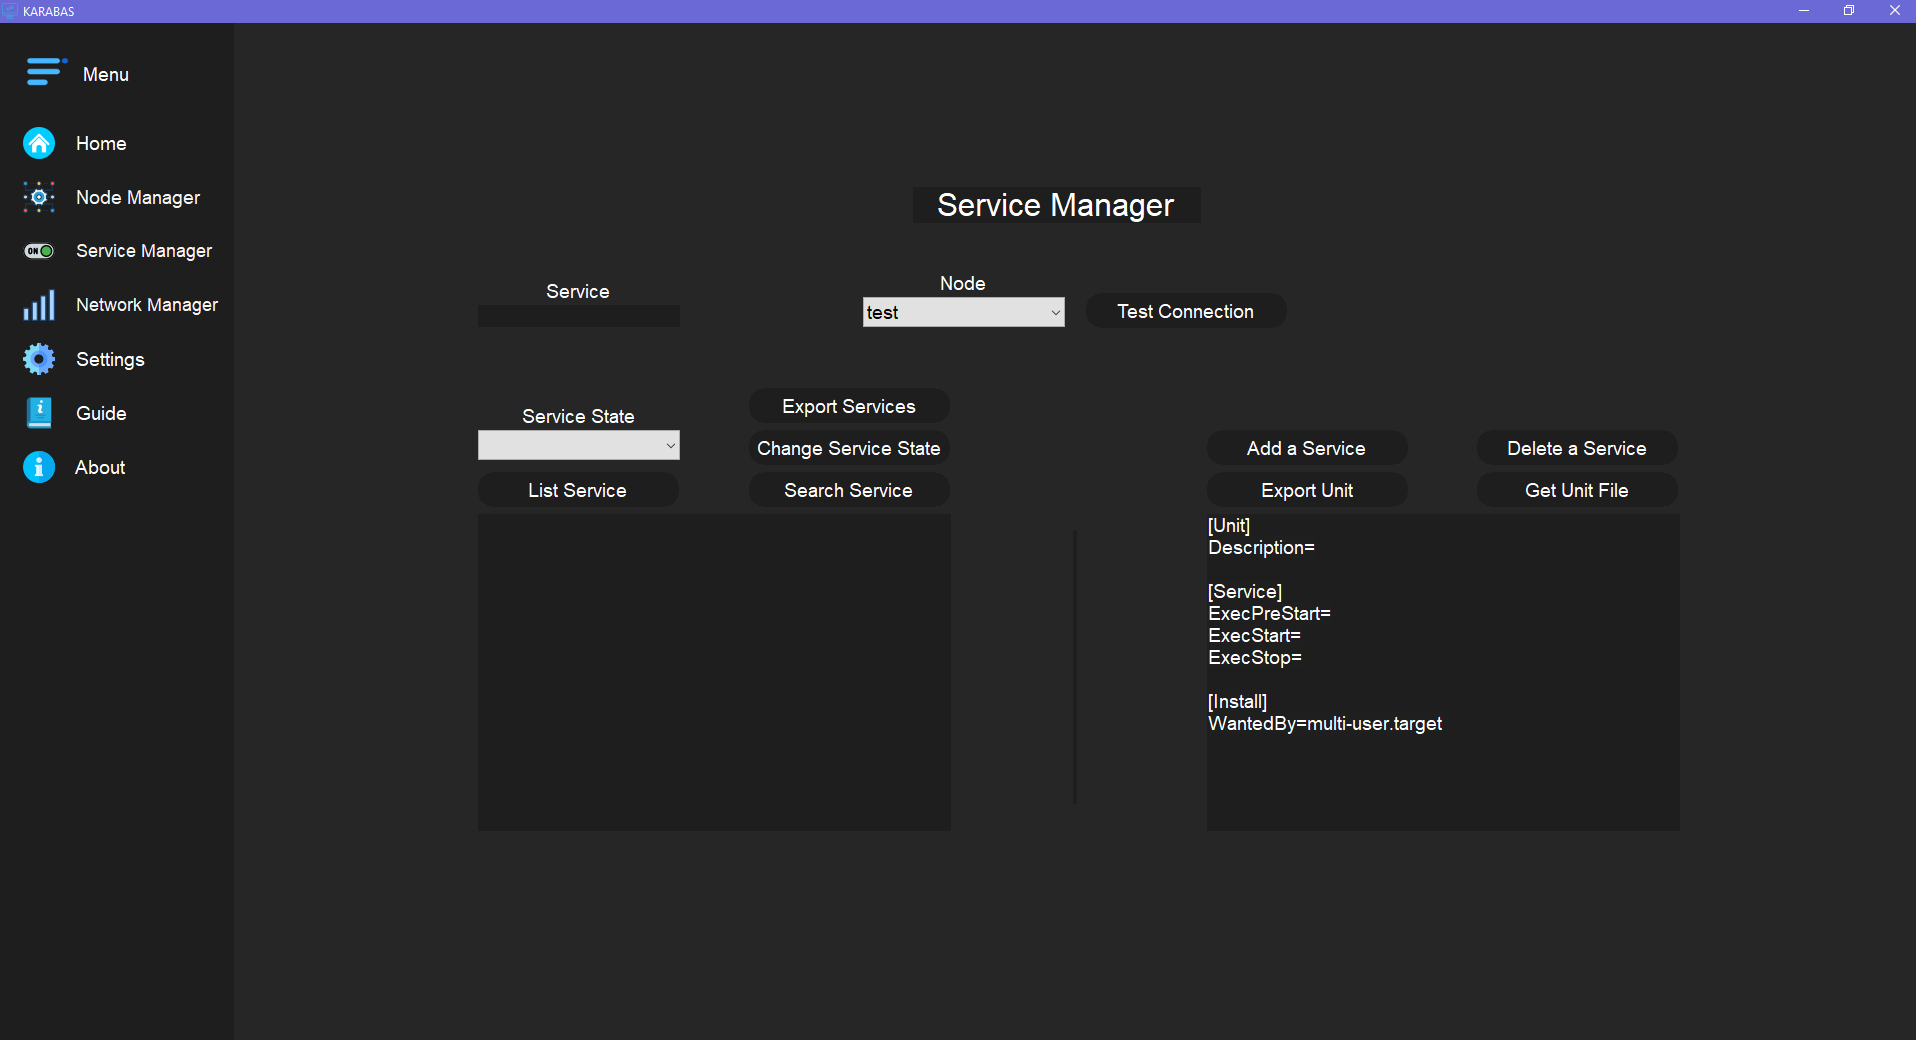 KARABAS
Menu
Home
Node Manager
ON
Service Manager
Network Manager
Settings
Guide
About
Service Manager
Service
Node
test
Test Connection
Service State
Export Services
Change Service State
List Service
Search Service
Add a Service
Delete a Service
Export Unit
Get Unit File
[Unit]
Description=
[Service]
ExecPreStart=
ExecStart=
ExecStop=
[Install]
WantedBy=multi-user.target